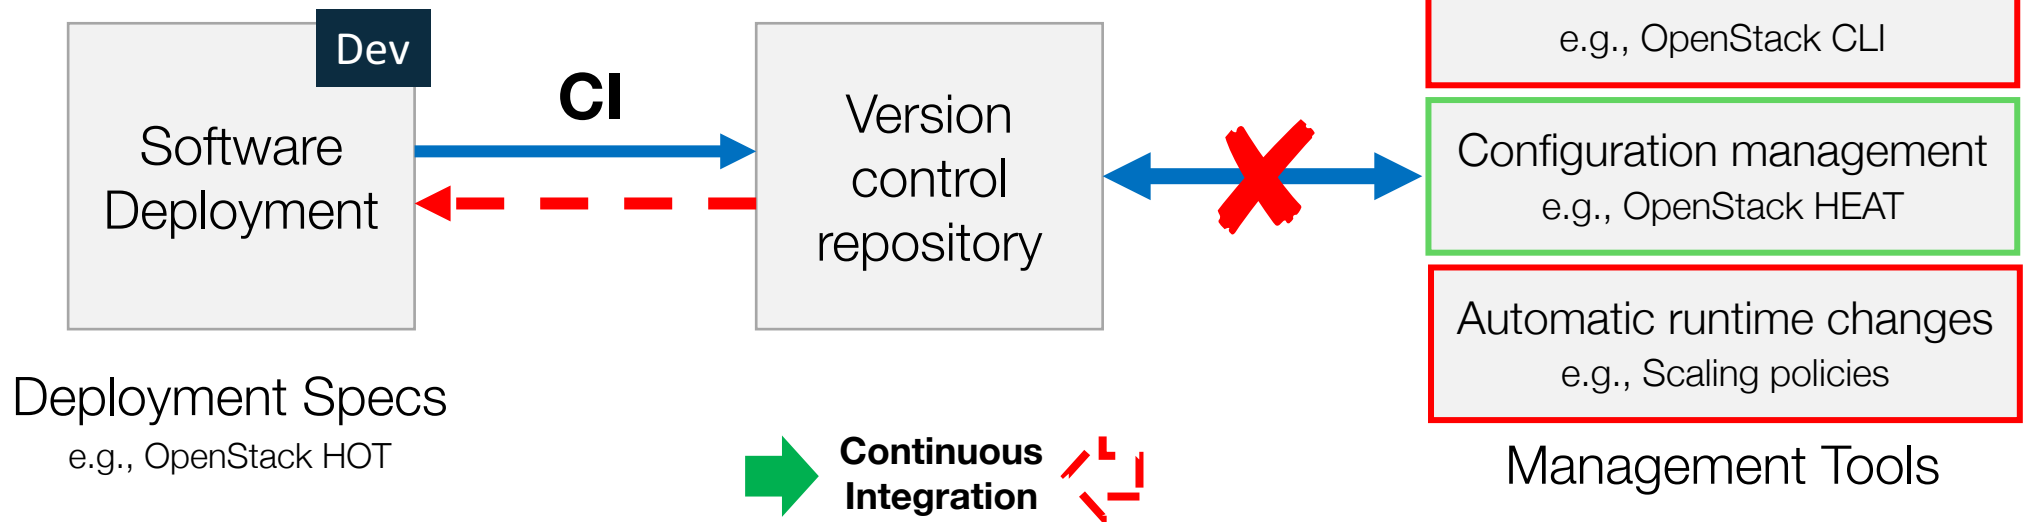 Dev
Software
Deployment
CI
Version
control
repository
e.g., OpenStack CLI
Configuration management
e.g., OpenStack HEAT
Automatic runtime changes
e.g., Scaling policies
Deployment Specs
e.g., OpenStack HOT
Continuous
Integration
Management Tools